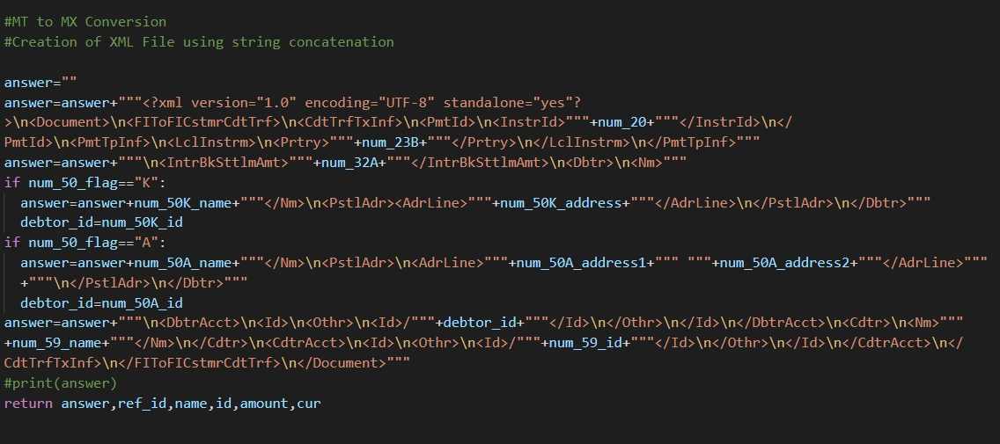 #MT to MX Conversion
#Creation of XML File using string concatenation
answer=""
answer=answer+"""<?xml version="1.0" encoding="UTF-8" standalone="yes"?
>\n<Document>\n<FIToFICstmrCdtTrf>\n<CdtTrfTxInf>\n<PmtId>\n<InstrId>"""+num_20+"""</InstrId>\n</
PmtId>\n<PmtTpInf>\n<LclInstrm>\n<Prtry>"""+num_23B+"""</Prtry>\n</LclInstrm>\n</PmtTpInf>"""
answer=answer+"""\n<IntrBkSttlmAmt>"""+num_32A+"""</IntrBkSttlmAmt>\n<Dbtr>\n<Nm>"""
if num_50_flag=="K":
  answer=answer+num_50K_name+"""</Nm>\n<PstlAdr><AdrLine>"""+num_50K_address+"""</AdrLine>\n</PstlAdr>\n</Dbtr>"""
  debtor_id=num_50K_id
if num_50_flag=="A":
  answer=answer+num_50A_name+"""</Nm>\n<PstlAdr>\n<AdrLine>"""+num_50A_address1+""" """+num_50A_address2+"""</AdrLine>"""
  +"""\n</PstlAdr>\n</Dbtr>"""
  debtor_id=num_50A_id
answer=answer+"""\n<DbtrAcct>\n<Id>\n<Othr>\n<Id>/"""+debtor_id+"""</Id>\n</Othr>\n</Id>\n</DbtrAcct>\n<Cdtr>\n<Nm>"""
+num_59_name+"""</Nm>\n</Cdtr>\n<CdtrAcct>\n<Id>\n<Othr>\n<Id>/"""+num_59_id+"""</Id>\n</Othr>\n</Id>\n</CdtrAcct>\n</
CdtTrfTxInf>\n</FIToFICstmrCdtTrf>\n</Document>"""
#print(answer)
return answer,ref_id,name,id,amount,cur